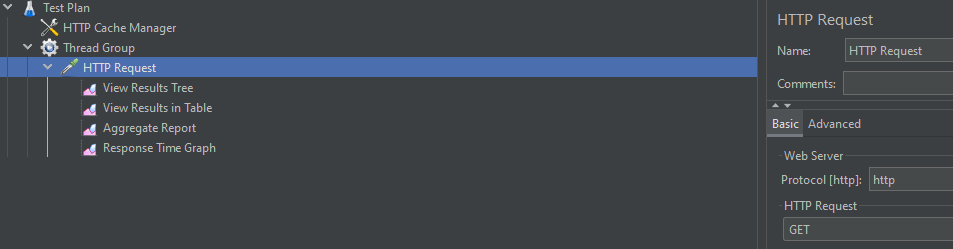 Test Plan
HTTP Cache Manager
Thread Group
HTTP Request
View Results Tree
View Results in Table
Aggregate Report
Response Time Graph
HTTP Request
Name: HTTP Request
Comments:
Basic Advanced
Web Server
Protocol [http]: http
HTTP Request
GET